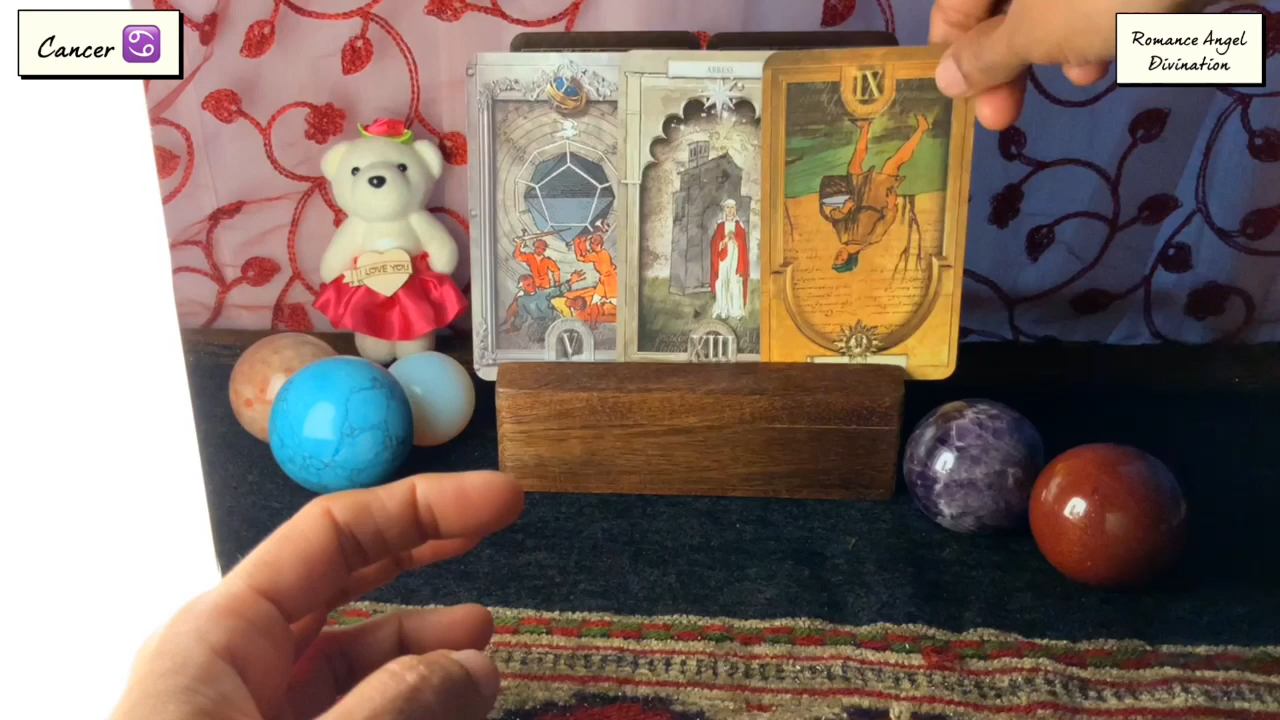 Cancer ♋
Romance Angel
Divination
ABBESS
IX
I LOVE YOU
V
XIII